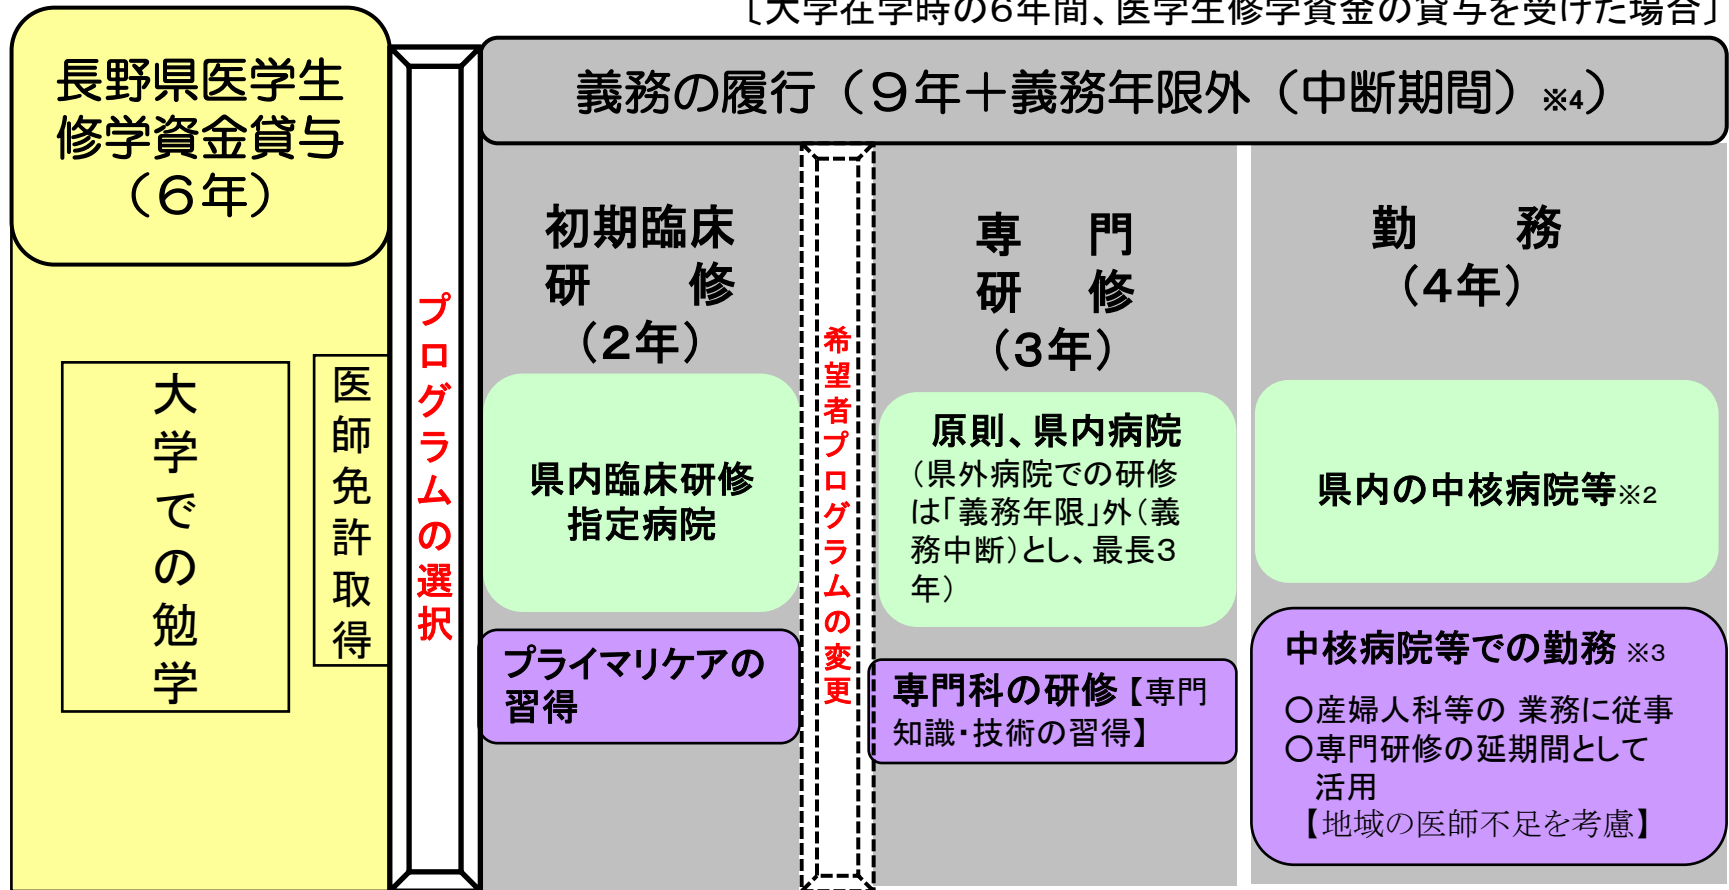 〔大学在学時の6年間、医学生修学資金の貸与を受けた場合〕
長野県医学生
修学資金貸与
（６年）
義務の履行（９年＋義務年限外（中断期間）※4）
大学での勉学
医師免許取得
プログラムの選択
初期臨床
研　修
（２年）
県内臨床研修
指定病院
プライマリケアの
習得
希望者プログラムの変更
専　門
研　修
（３年）
原則、県内病院
（県外病院での研修
は「義務年限」外（義
務中断）とし、最長３
年）
専門科の研修【専門
知識・技術の習得】
勤　務
（４年）
県内の中核病院等※2
中核病院等での勤務 ※3
○産婦人科等の 業務に従事
○専門研修の延期間として
活用
【地域の医師不足を考慮】